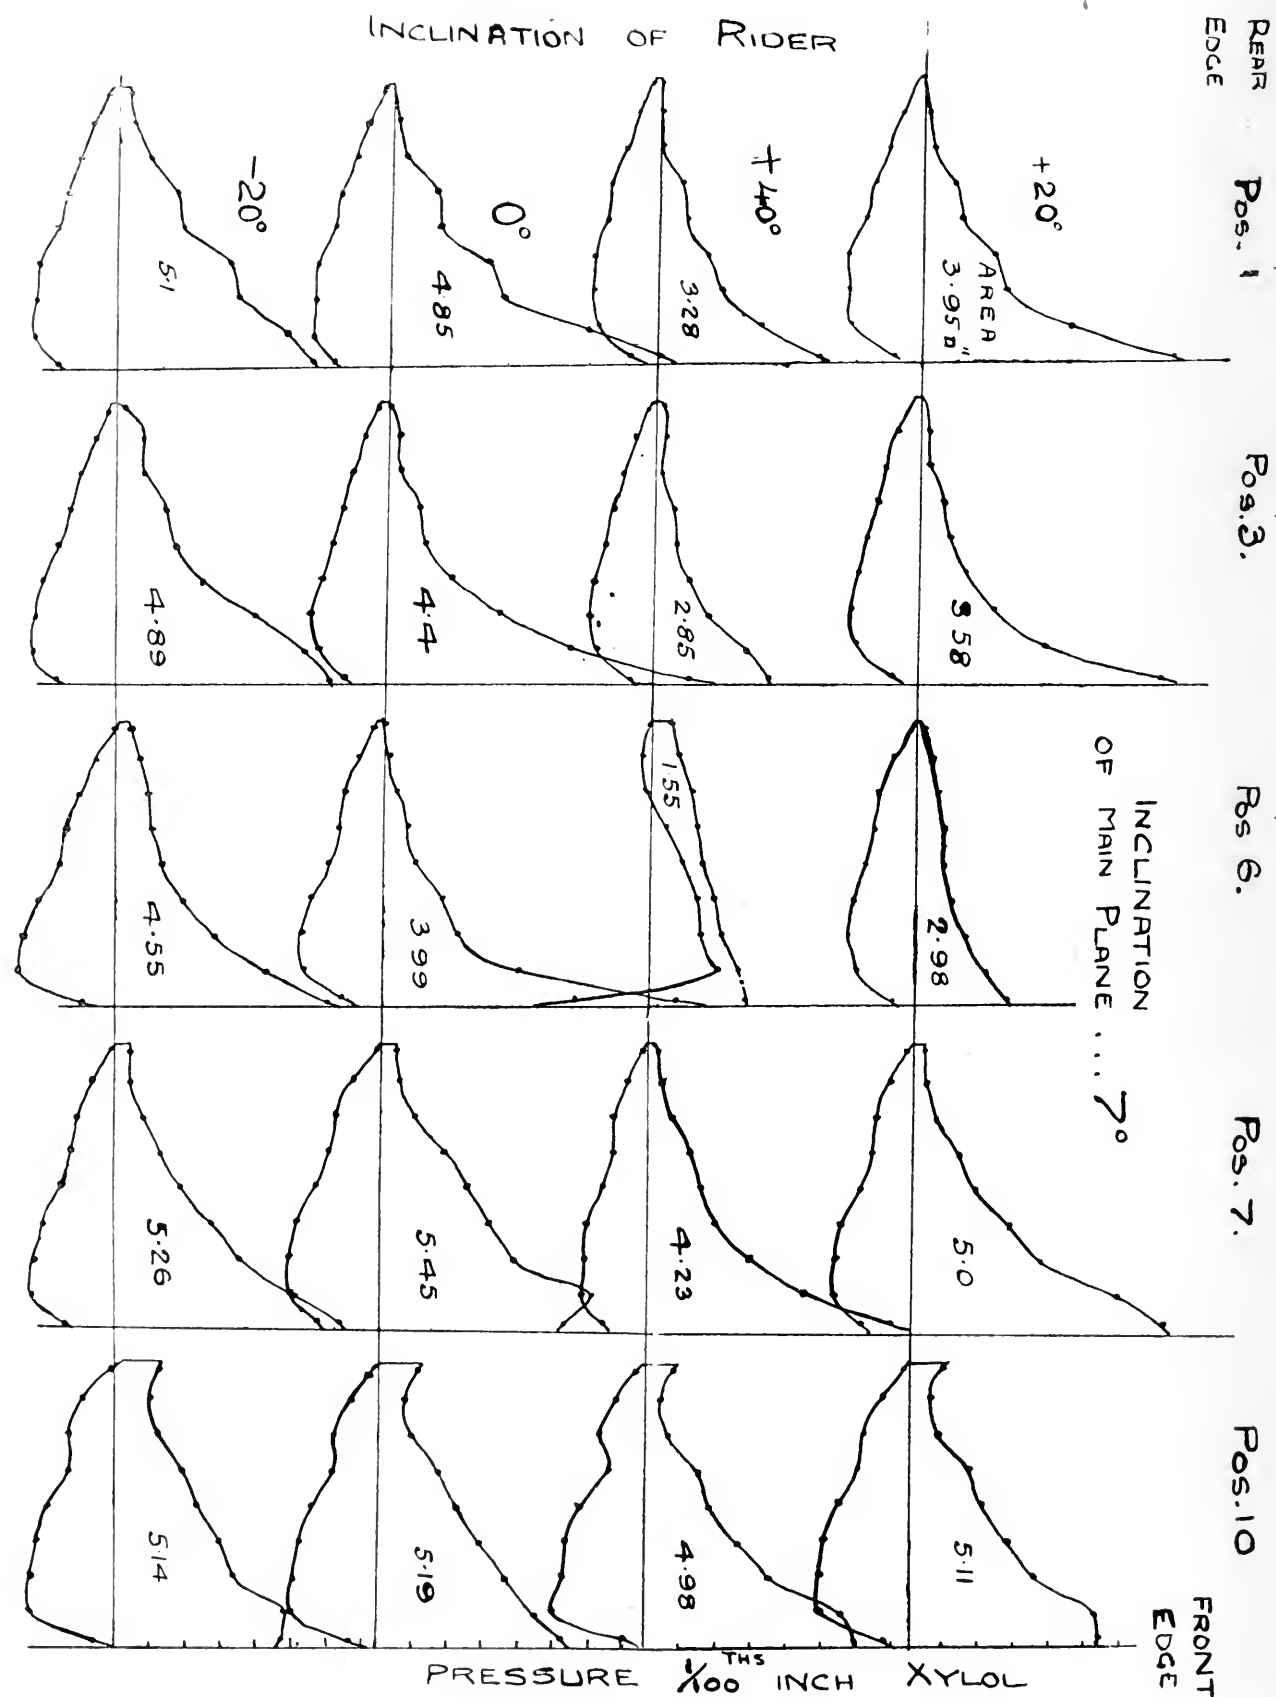 INCLINATION OF RIDER
REAR
EDGE
Pos. 1
-20°
0°
+40°
+20°
5.1
4.85
3.28
AREA
3.95□"
Pos. 3.
4.89
4.4
2.85
3 58
Pos 6.
4.55
3.99
1.55
2.98
INCLINATION
OF MAIN PLANE ... 7°
Pos. 7.
5.26
5.45
4.23
5.0
Pos. 10
5.14
5.19
4.98
5.11
FRONT
EDGE
PRESSURE 1/100THS INCH XYLOL